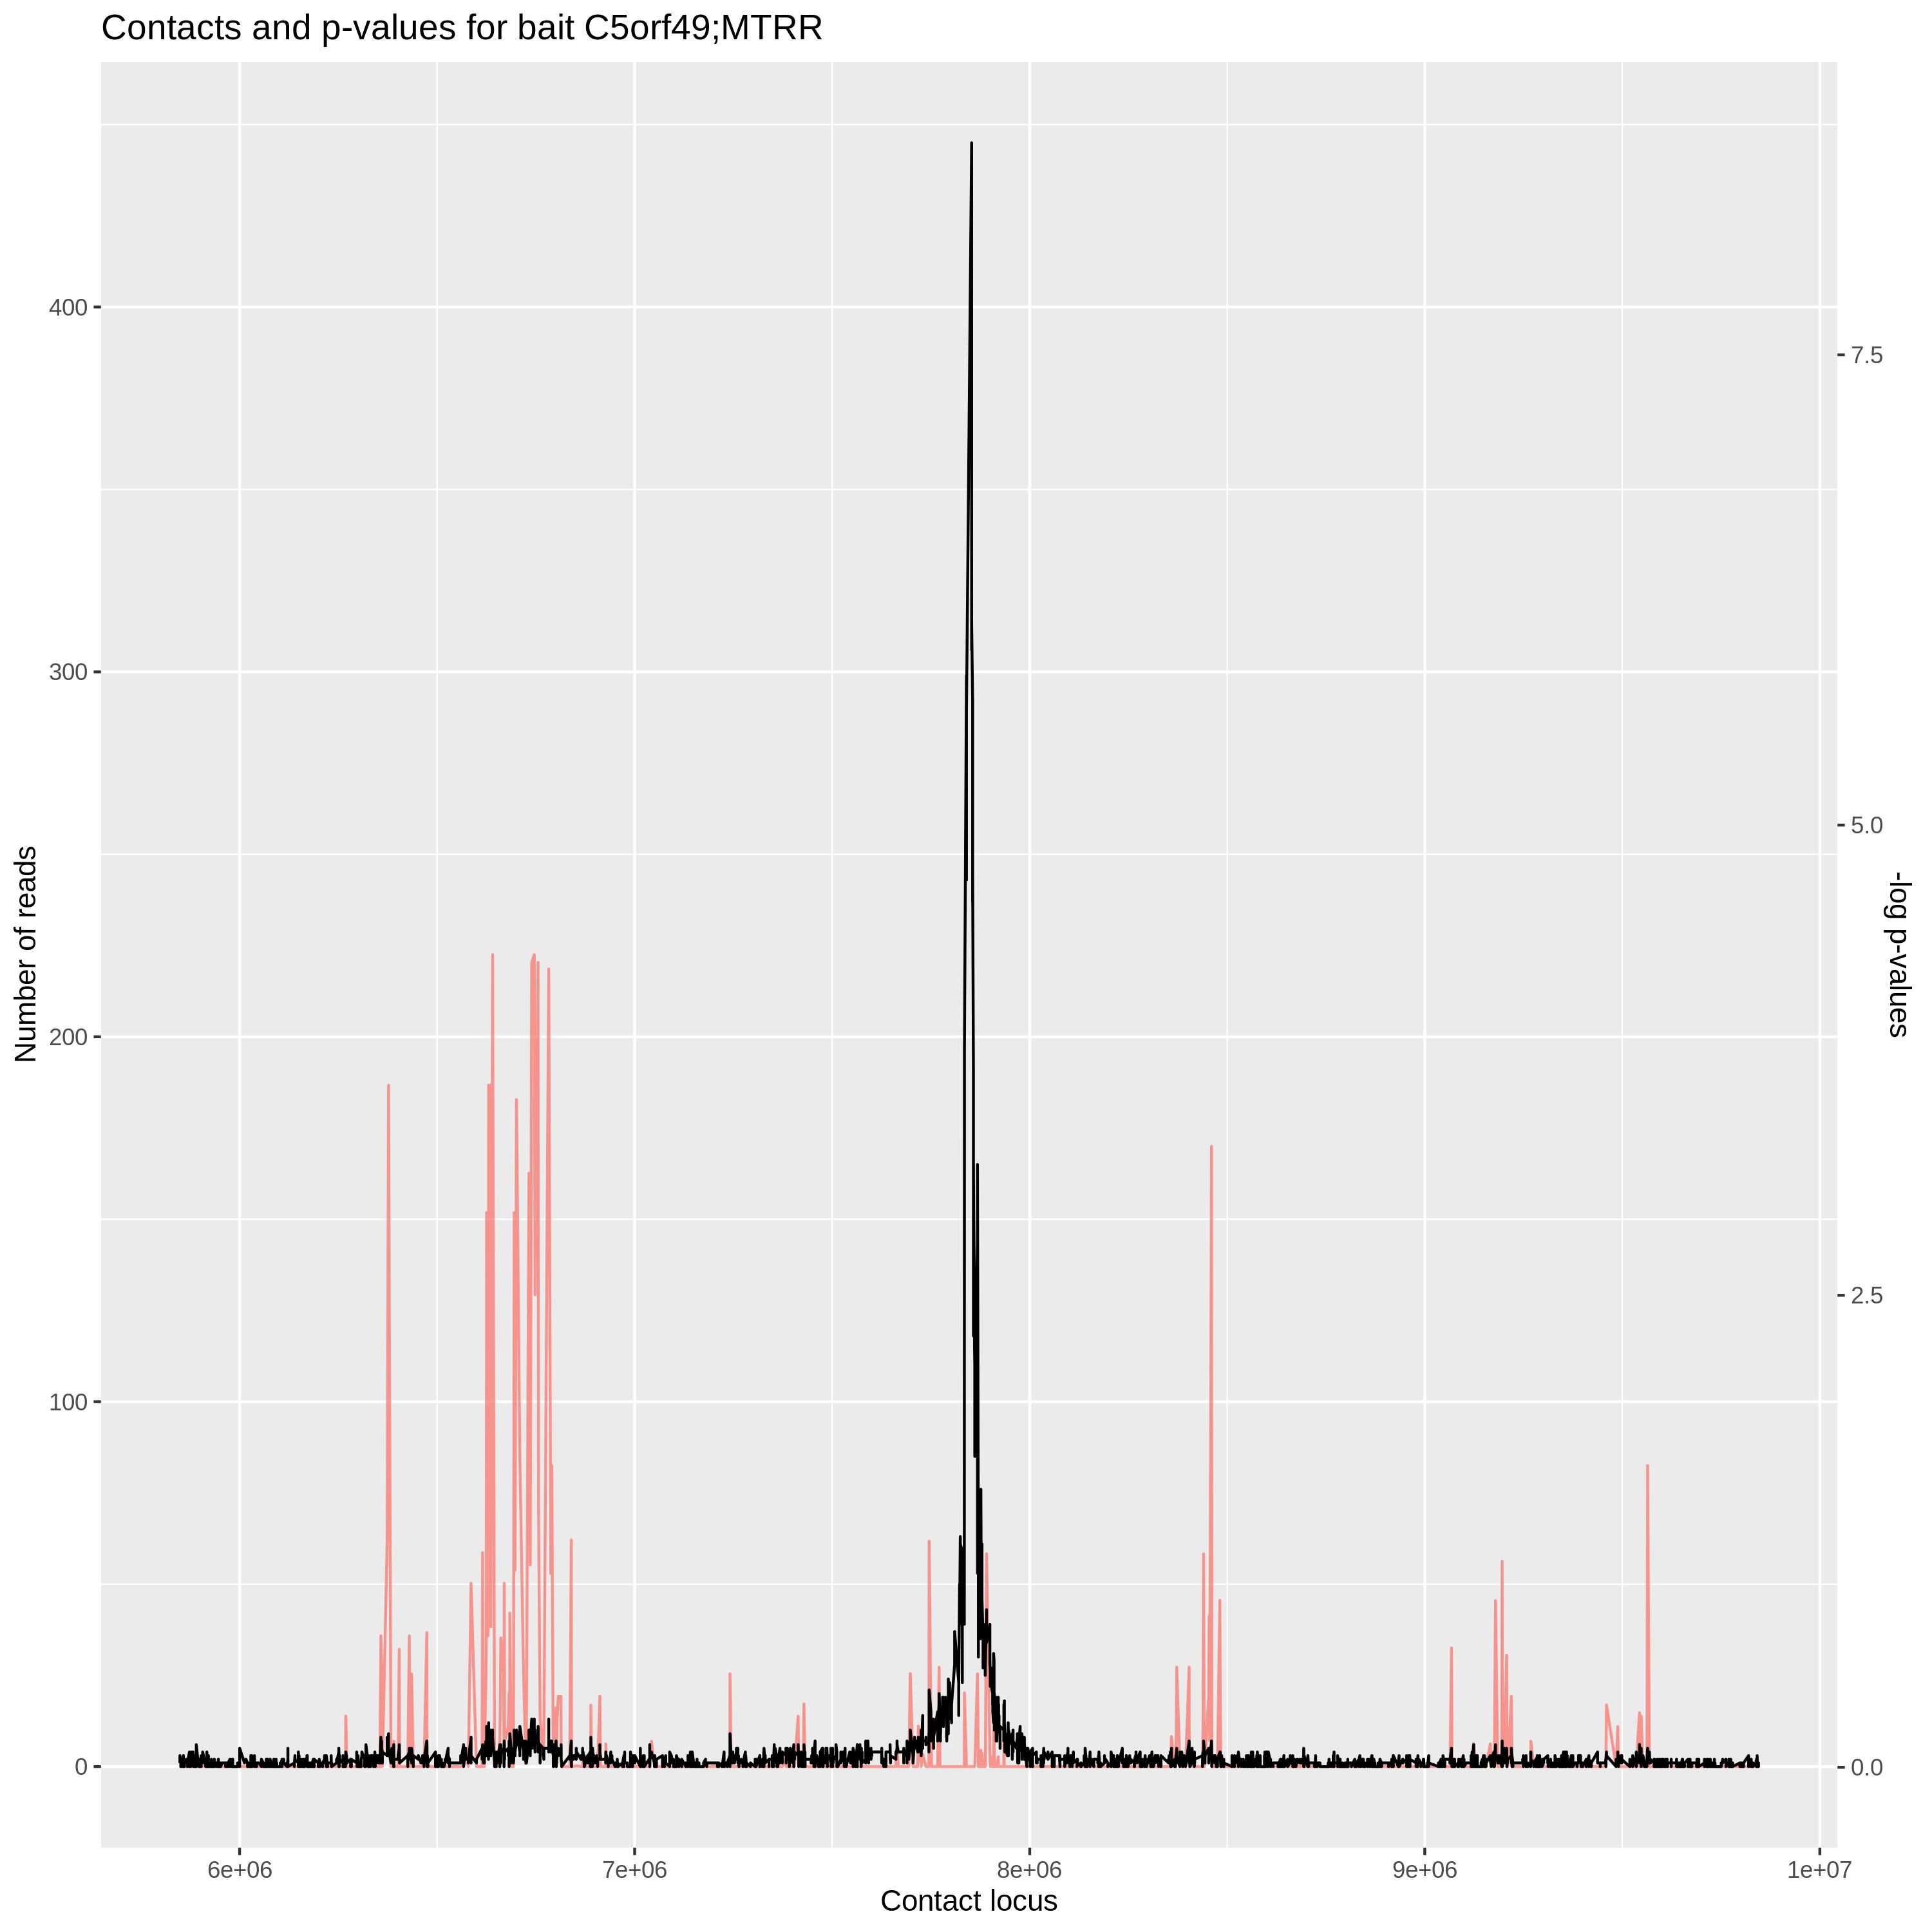 Contacts and p-values for bait C5orf49;MTRR
Number of reads
400
300
200
100
0
7.5
5.0
2.5
0.0
-log p-values
6e+06
7e+06
8e+06
9e+06
1e+07
Contact locus